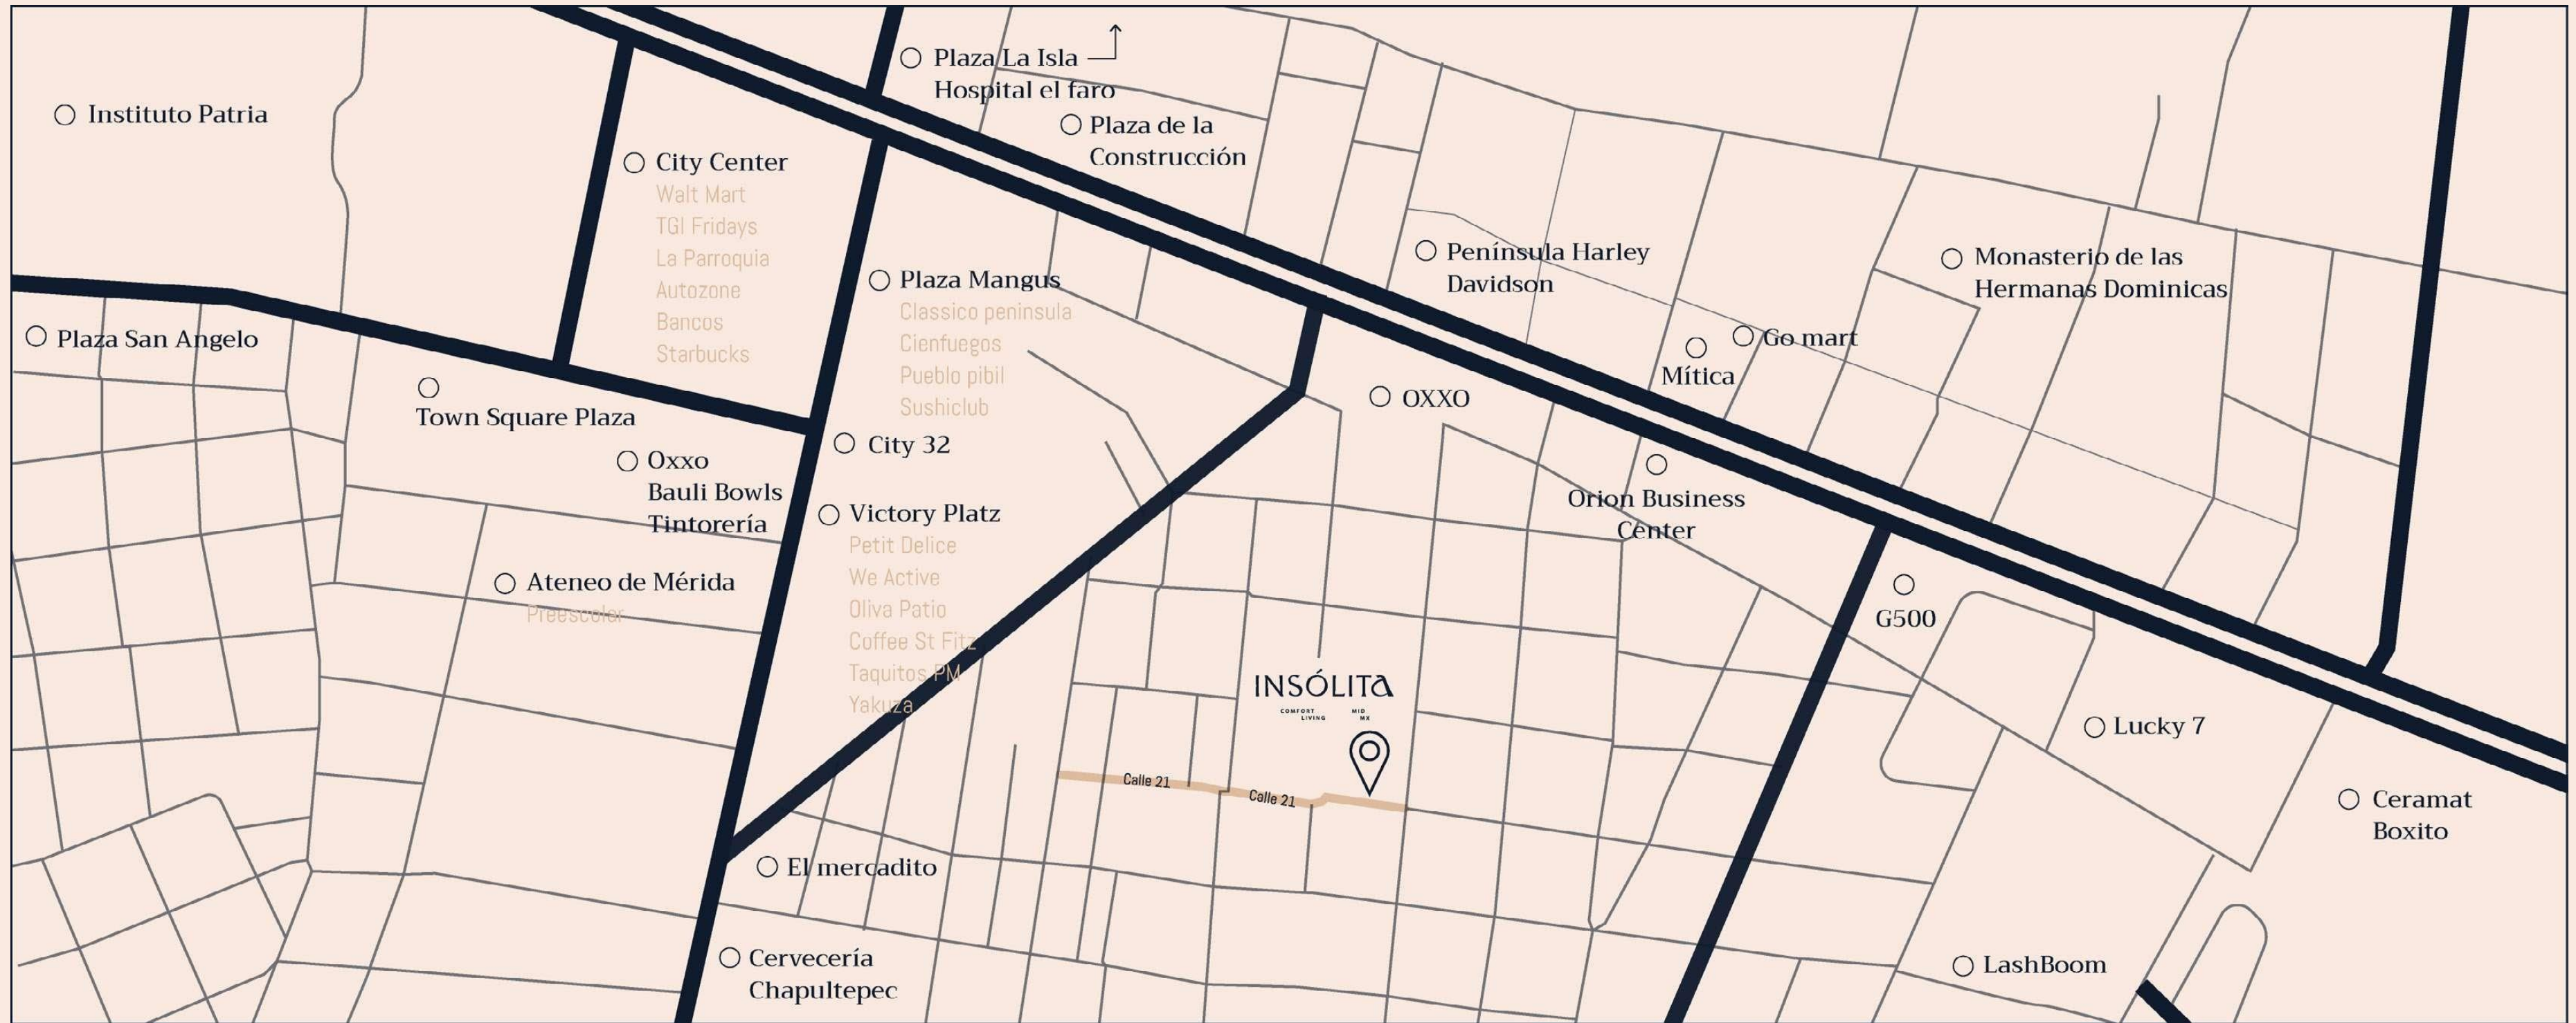 Plaza La Isla
Hospital el faro
Instituto Patria
Plaza de la
Construcción
City Center
Walt Mart
TGI Fridays
La Parroquia
Autozone
Bancos
Starbucks
Península Harley
Davidson
Monasterio de las
Hermanas Dominicas
Plaza Mangus
Classico peninsula
Cienfuegos
Pueblo pibil
Sushiclub
Plaza San Angelo
Go mart
Mítica
Town Square Plaza
OXXO
City 32
Oxxo
Bauli Bowls
Tintorería
Orion Business
Center
Victory Platz
Petit Delice
We Active
Oliva Patio
Coffee St Fitz
Taquitos PM
Yakuza
Ateneo de Mérida
Preescolar
G500
INSÓLITA
COMFORT
LIVING
MID
MX
Lucky 7
Calle 21
Calle 21
Ceramat
Boxito
El mercadito
Cervecería
Chapultepec
LashBoom